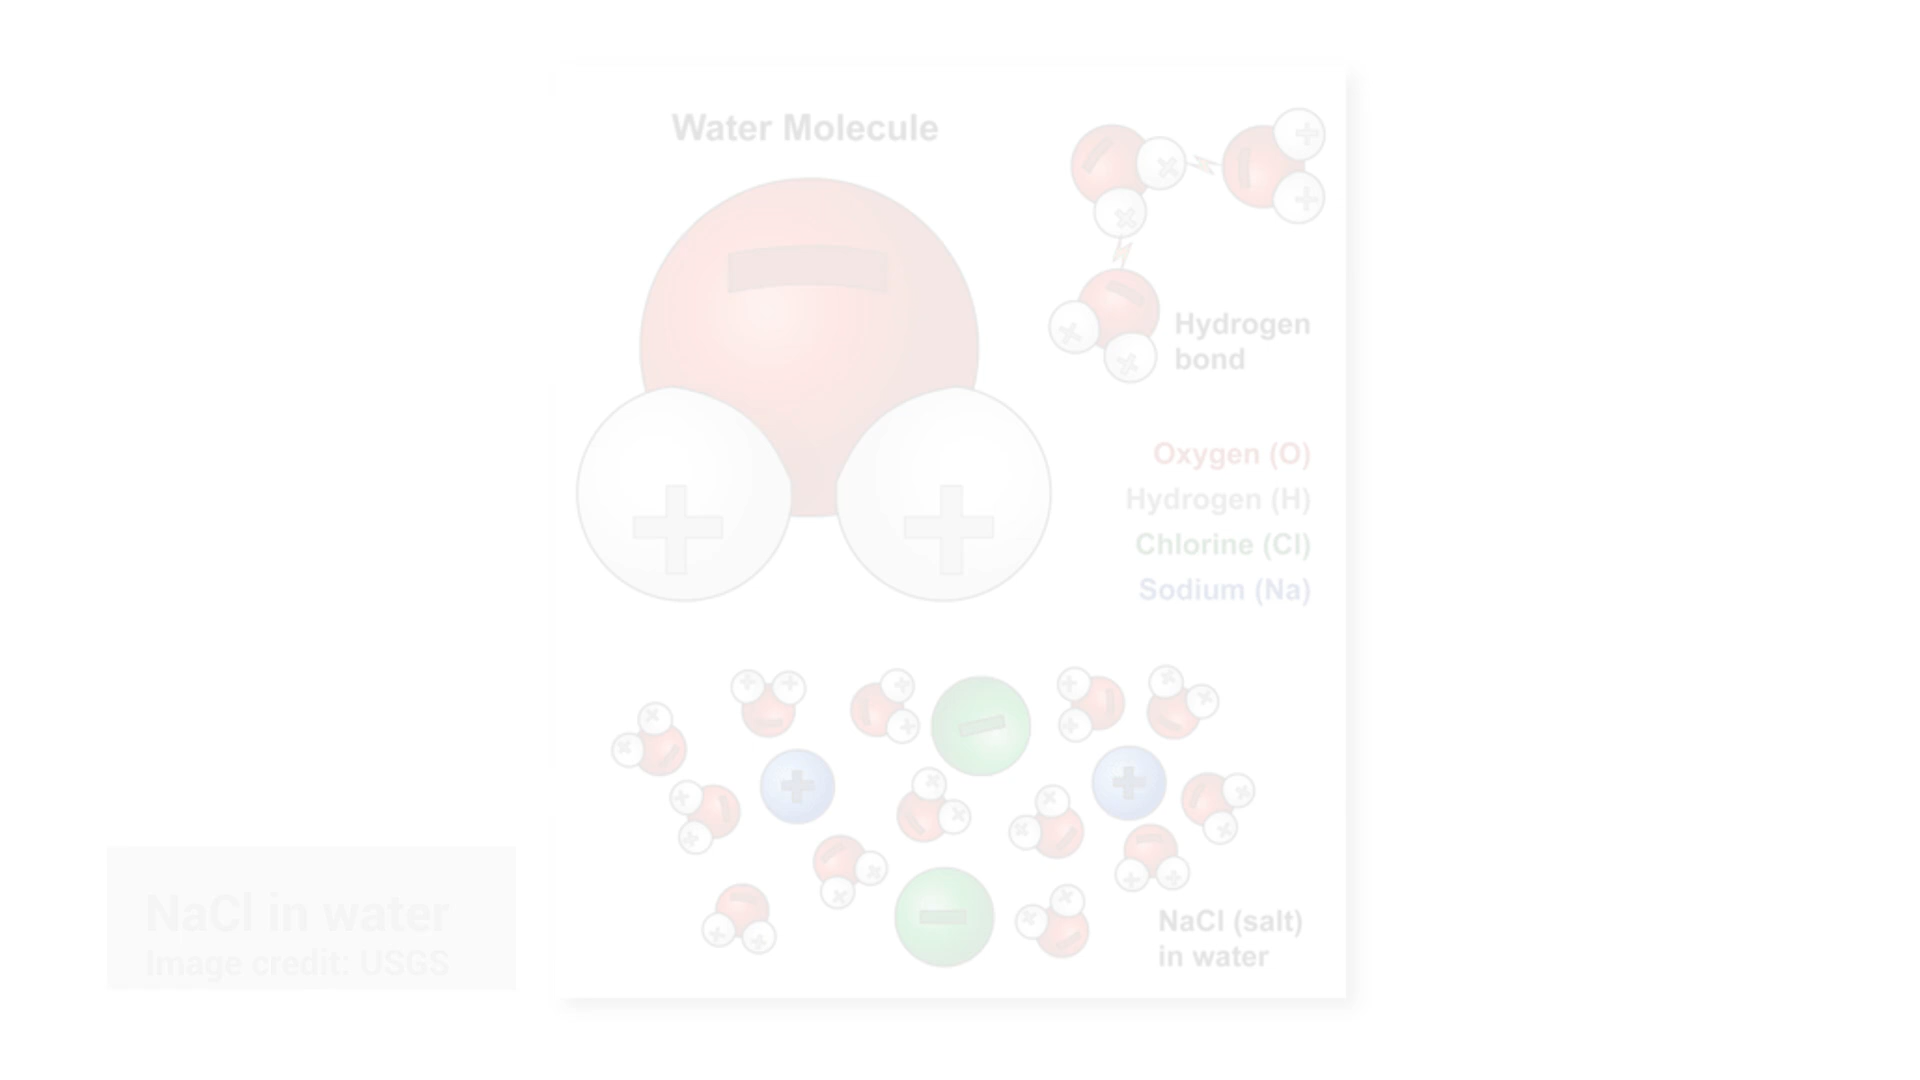 Water Molecule
Hydrogen
bond
Oxygen (O)
Hydrogen (H)
Chlorine (Cl)
Sodium (Na)
NaCl (salt)
in water
NaCl in water
Image credit: USGS